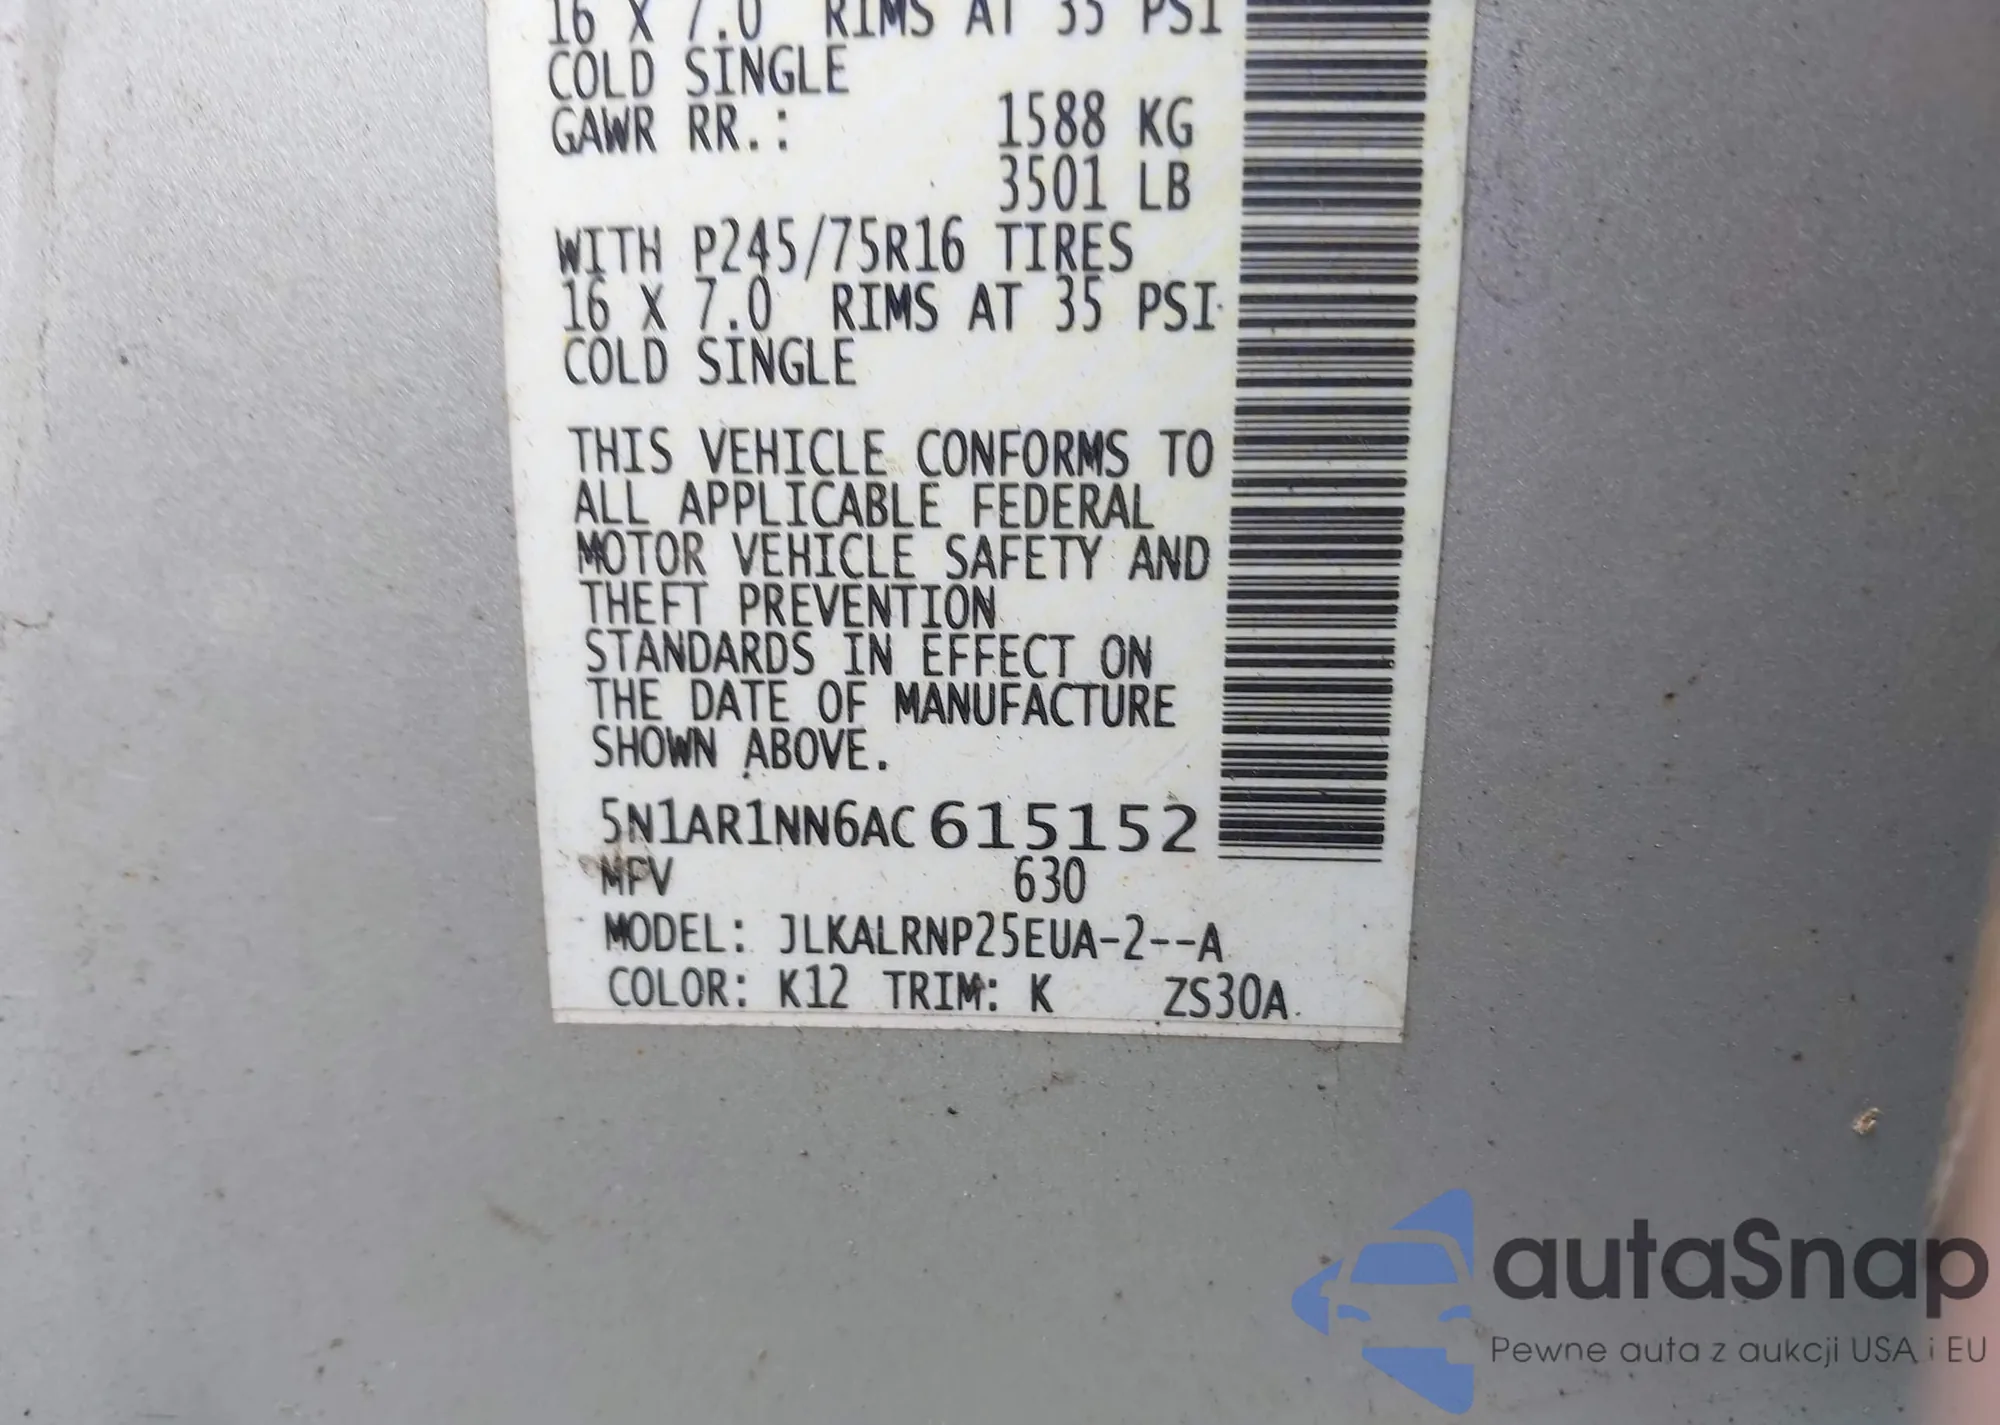 16 X 7.0 RIMS AT 35 PSI
COLD SINGLE
GAWR RR.: 1588 KG
3501 LB
WITH P245/75R16 TIRES
16 X 7.0 RIMS AT 35 PSI
COLD SINGLE
THIS VEHICLE CONFORMS TO
ALL APPLICABLE FEDERAL
MOTOR VEHICLE SAFETY AND
THEFT PREVENTION
STANDARDS IN EFFECT ON
THE DATE OF MANUFACTURE
SHOWN ABOVE.
5N1AR1NN6AC615152
MPV 630
MODEL: JLKALRNP25EUA-2--A
COLOR: K12 TRIM: K ZS30A
autaSnap
Pewne auta z aukcji USA i EU